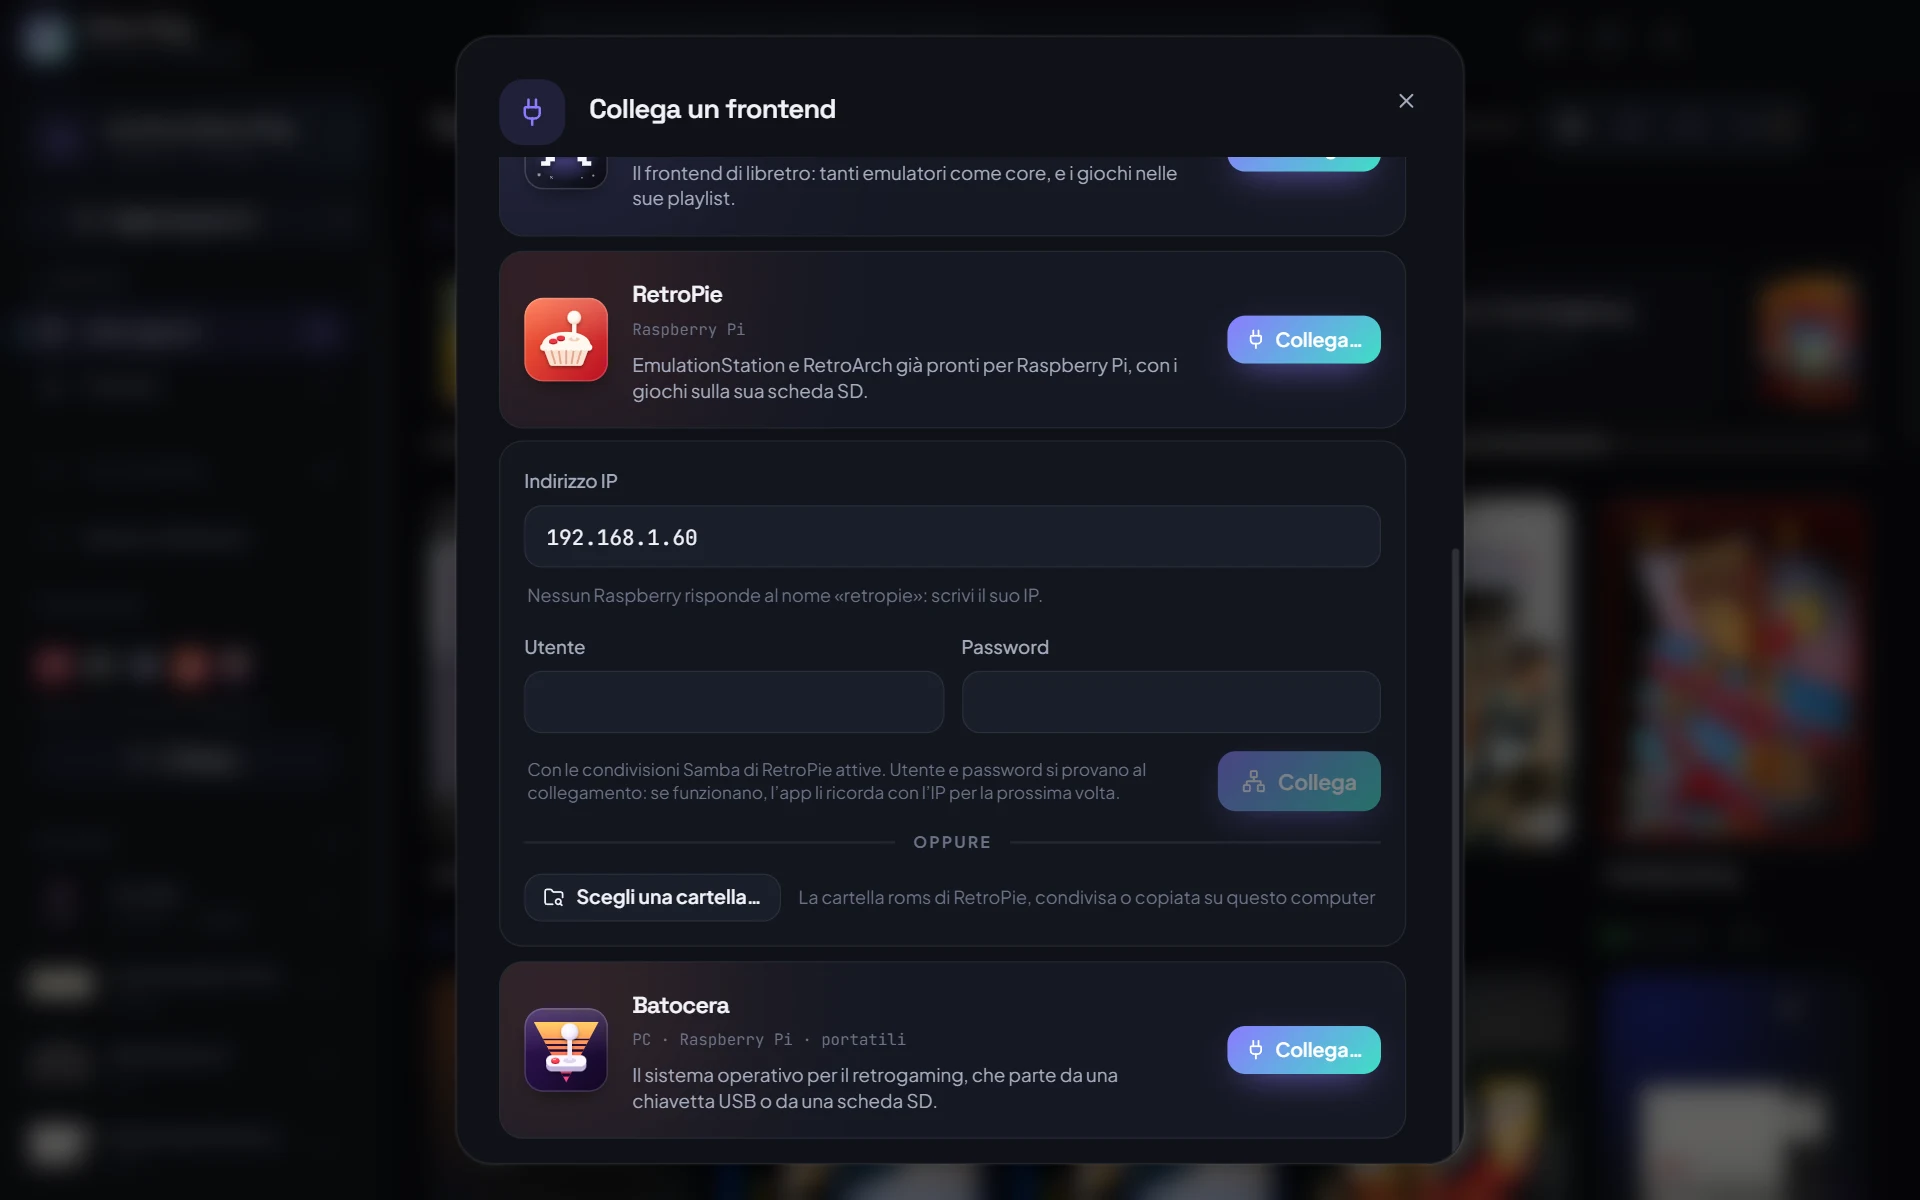 Collega un frontend
Il frontend di libretro: tanti emulatori come core, e i giochi nelle
sue playlist.
RetroPie
Raspberry Pi
EmulationStation e RetroArch già pronti per Raspberry Pi, con i
giochi sulla sua scheda SD.
Collega...
Indirizzo IP
192.168.1.60
Nessun Raspberry risponde al nome «retropie»: scrivi il suo IP.
Utente
Password
Con le condivisioni Samba di RetroPie attive. Utente e password si provano al
collegamento: se funzionano, l’app li ricorda con l’IP per la prossima volta.
Collega
OPPURE
Scegli una cartella...
La cartella roms di RetroPie, condivisa o copiata su questo computer
Batocera
PC · Raspberry Pi · portatili
Il sistema operativo per il retrogaming, che parte da una
chiavetta USB o da una scheda SD.
Collega...